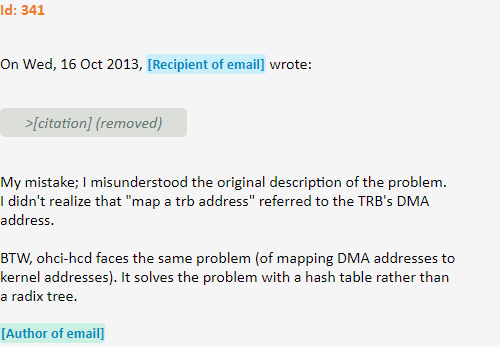 Id: 341
On Wed, 16 Oct 2013, [Recipient of email] wrote:
>[citation] (removed)
My mistake; I misunderstood the original description of the problem.
I didn't realize that "map a trb address" referred to the TRB's DMA
address.
BTW, ohci-hcd faces the same problem (of mapping DMA addresses to
kernel addresses). It solves the problem with a hash table rather than
a radix tree.
[Author of email]